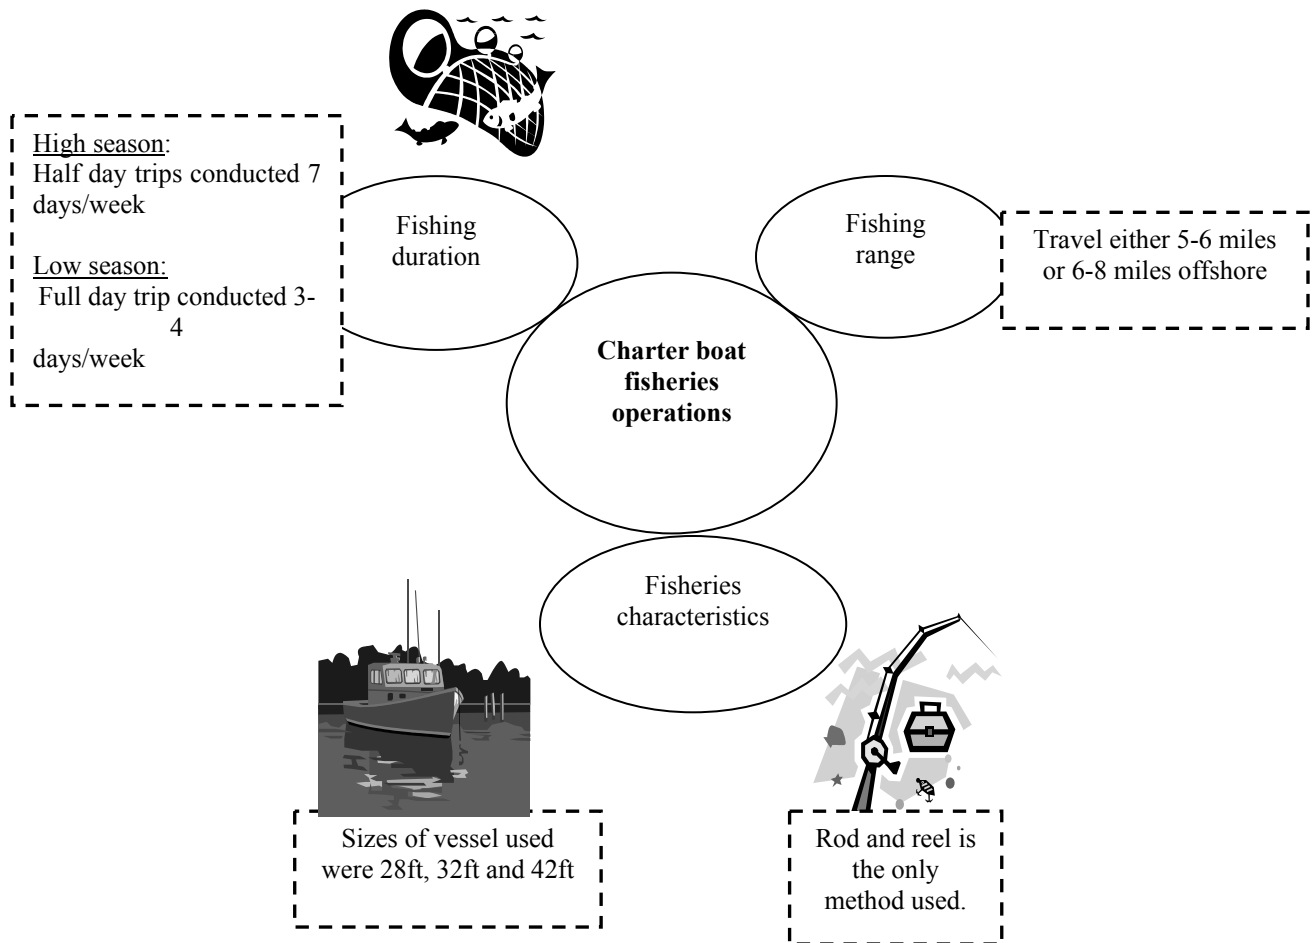 High season:
Half day trips conducted 7
days/week
Low season:
Full day trip conducted 3-
4
days/week
Fishing
duration
Fishing
range
Travel either 5-6 miles
or 6-8 miles offshore
Charter boat
fisheries
operations
Fisheries
characteristics
Sizes of vessel used
were 28ft, 32ft and 42ft
Rod and reel is
the only
method used.